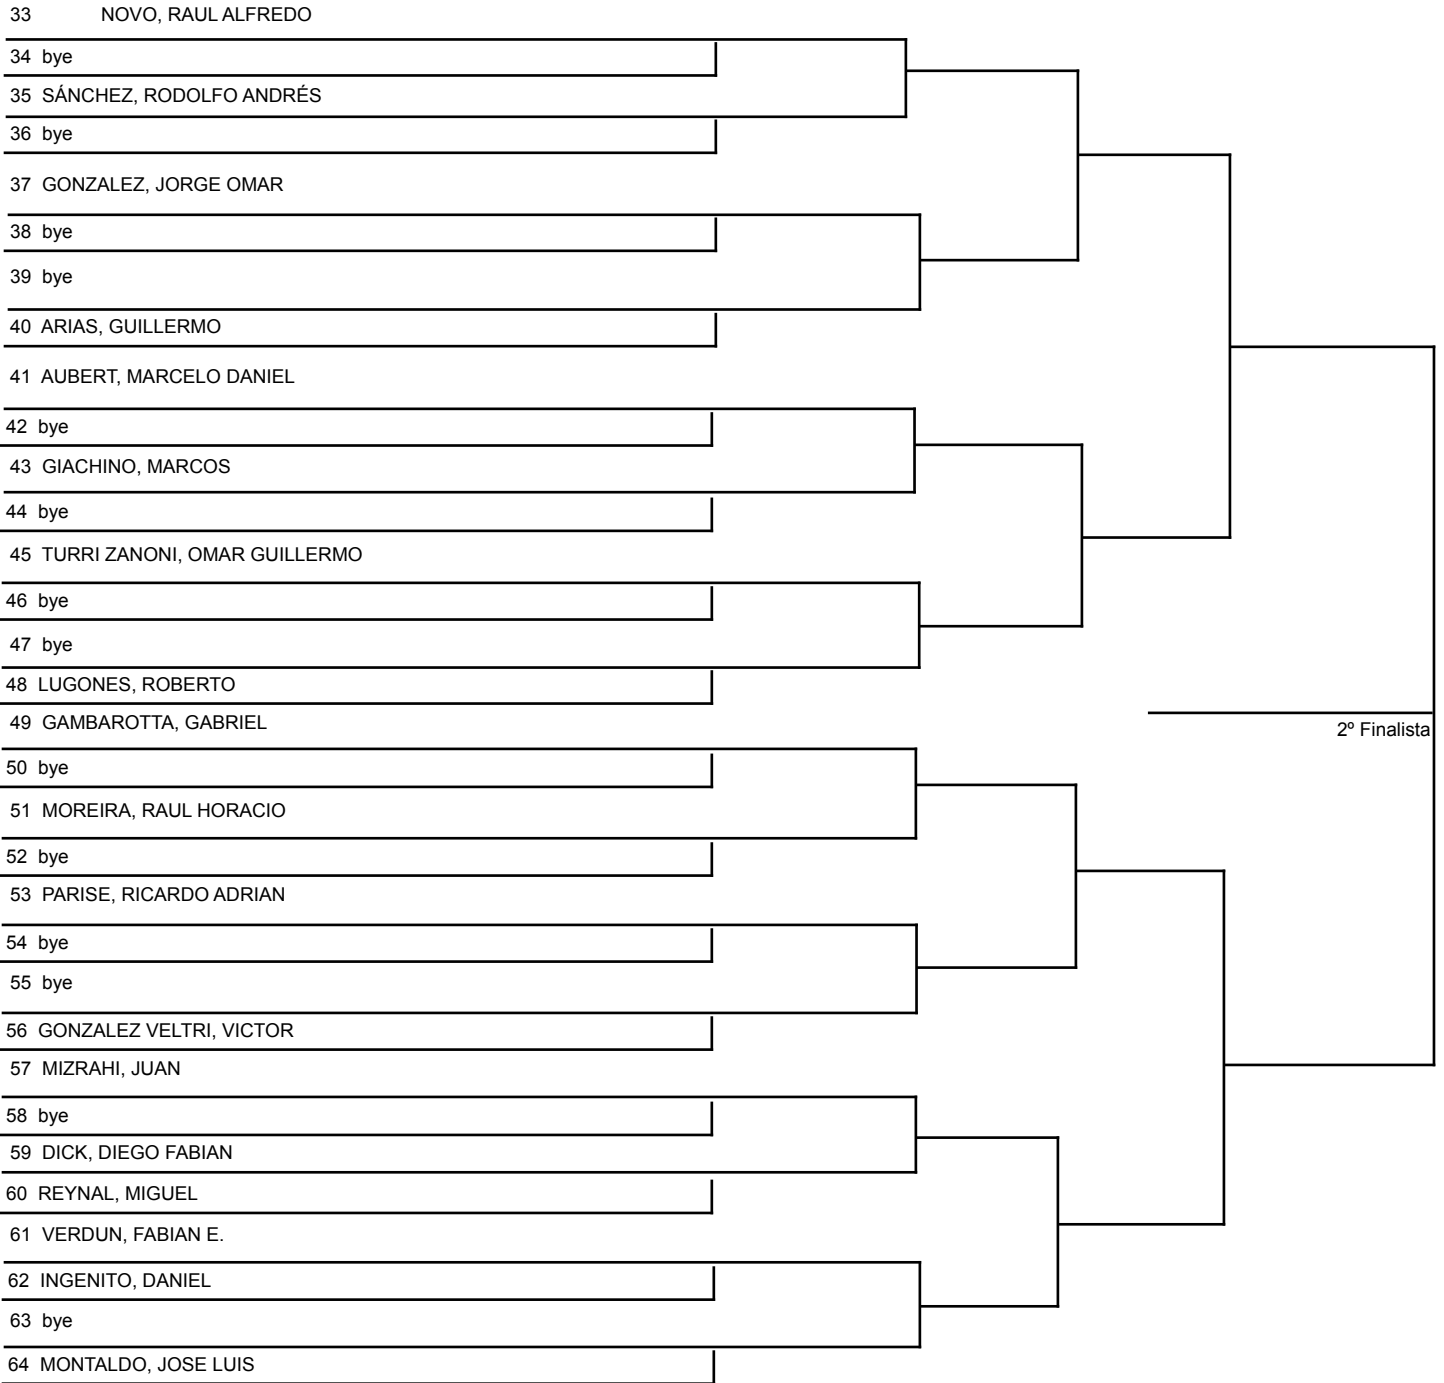 33 NOVO, RAUL ALFREDO
34 bye
35 SÁNCHEZ, RODOLFO ANDRÉS
36 bye
37 GONZALEZ, JORGE OMAR
38 bye
39 bye
40 ARIAS, GUILLERMO
41 AUBERT, MARCELO DANIEL
42 bye
43 GIACHINO, MARCOS
44 bye
45 TURRI ZANONI, OMAR GUILLERMO
46 bye
47 bye
48 LUGONES, ROBERTO
49 GAMBAROTTA, GABRIEL
2º Finalista
50 bye
51 MOREIRA, RAUL HORACIO
52 bye
53 PARISE, RICARDO ADRIAN
54 bye
55 bye
56 GONZALEZ VELTRI, VICTOR
57 MIZRAHI, JUAN
58 bye
59 DICK, DIEGO FABIAN
60 REYNAL, MIGUEL
61 VERDUN, FABIAN E.
62 INGENITO, DANIEL
63 bye
64 MONTALDO, JOSE LUIS